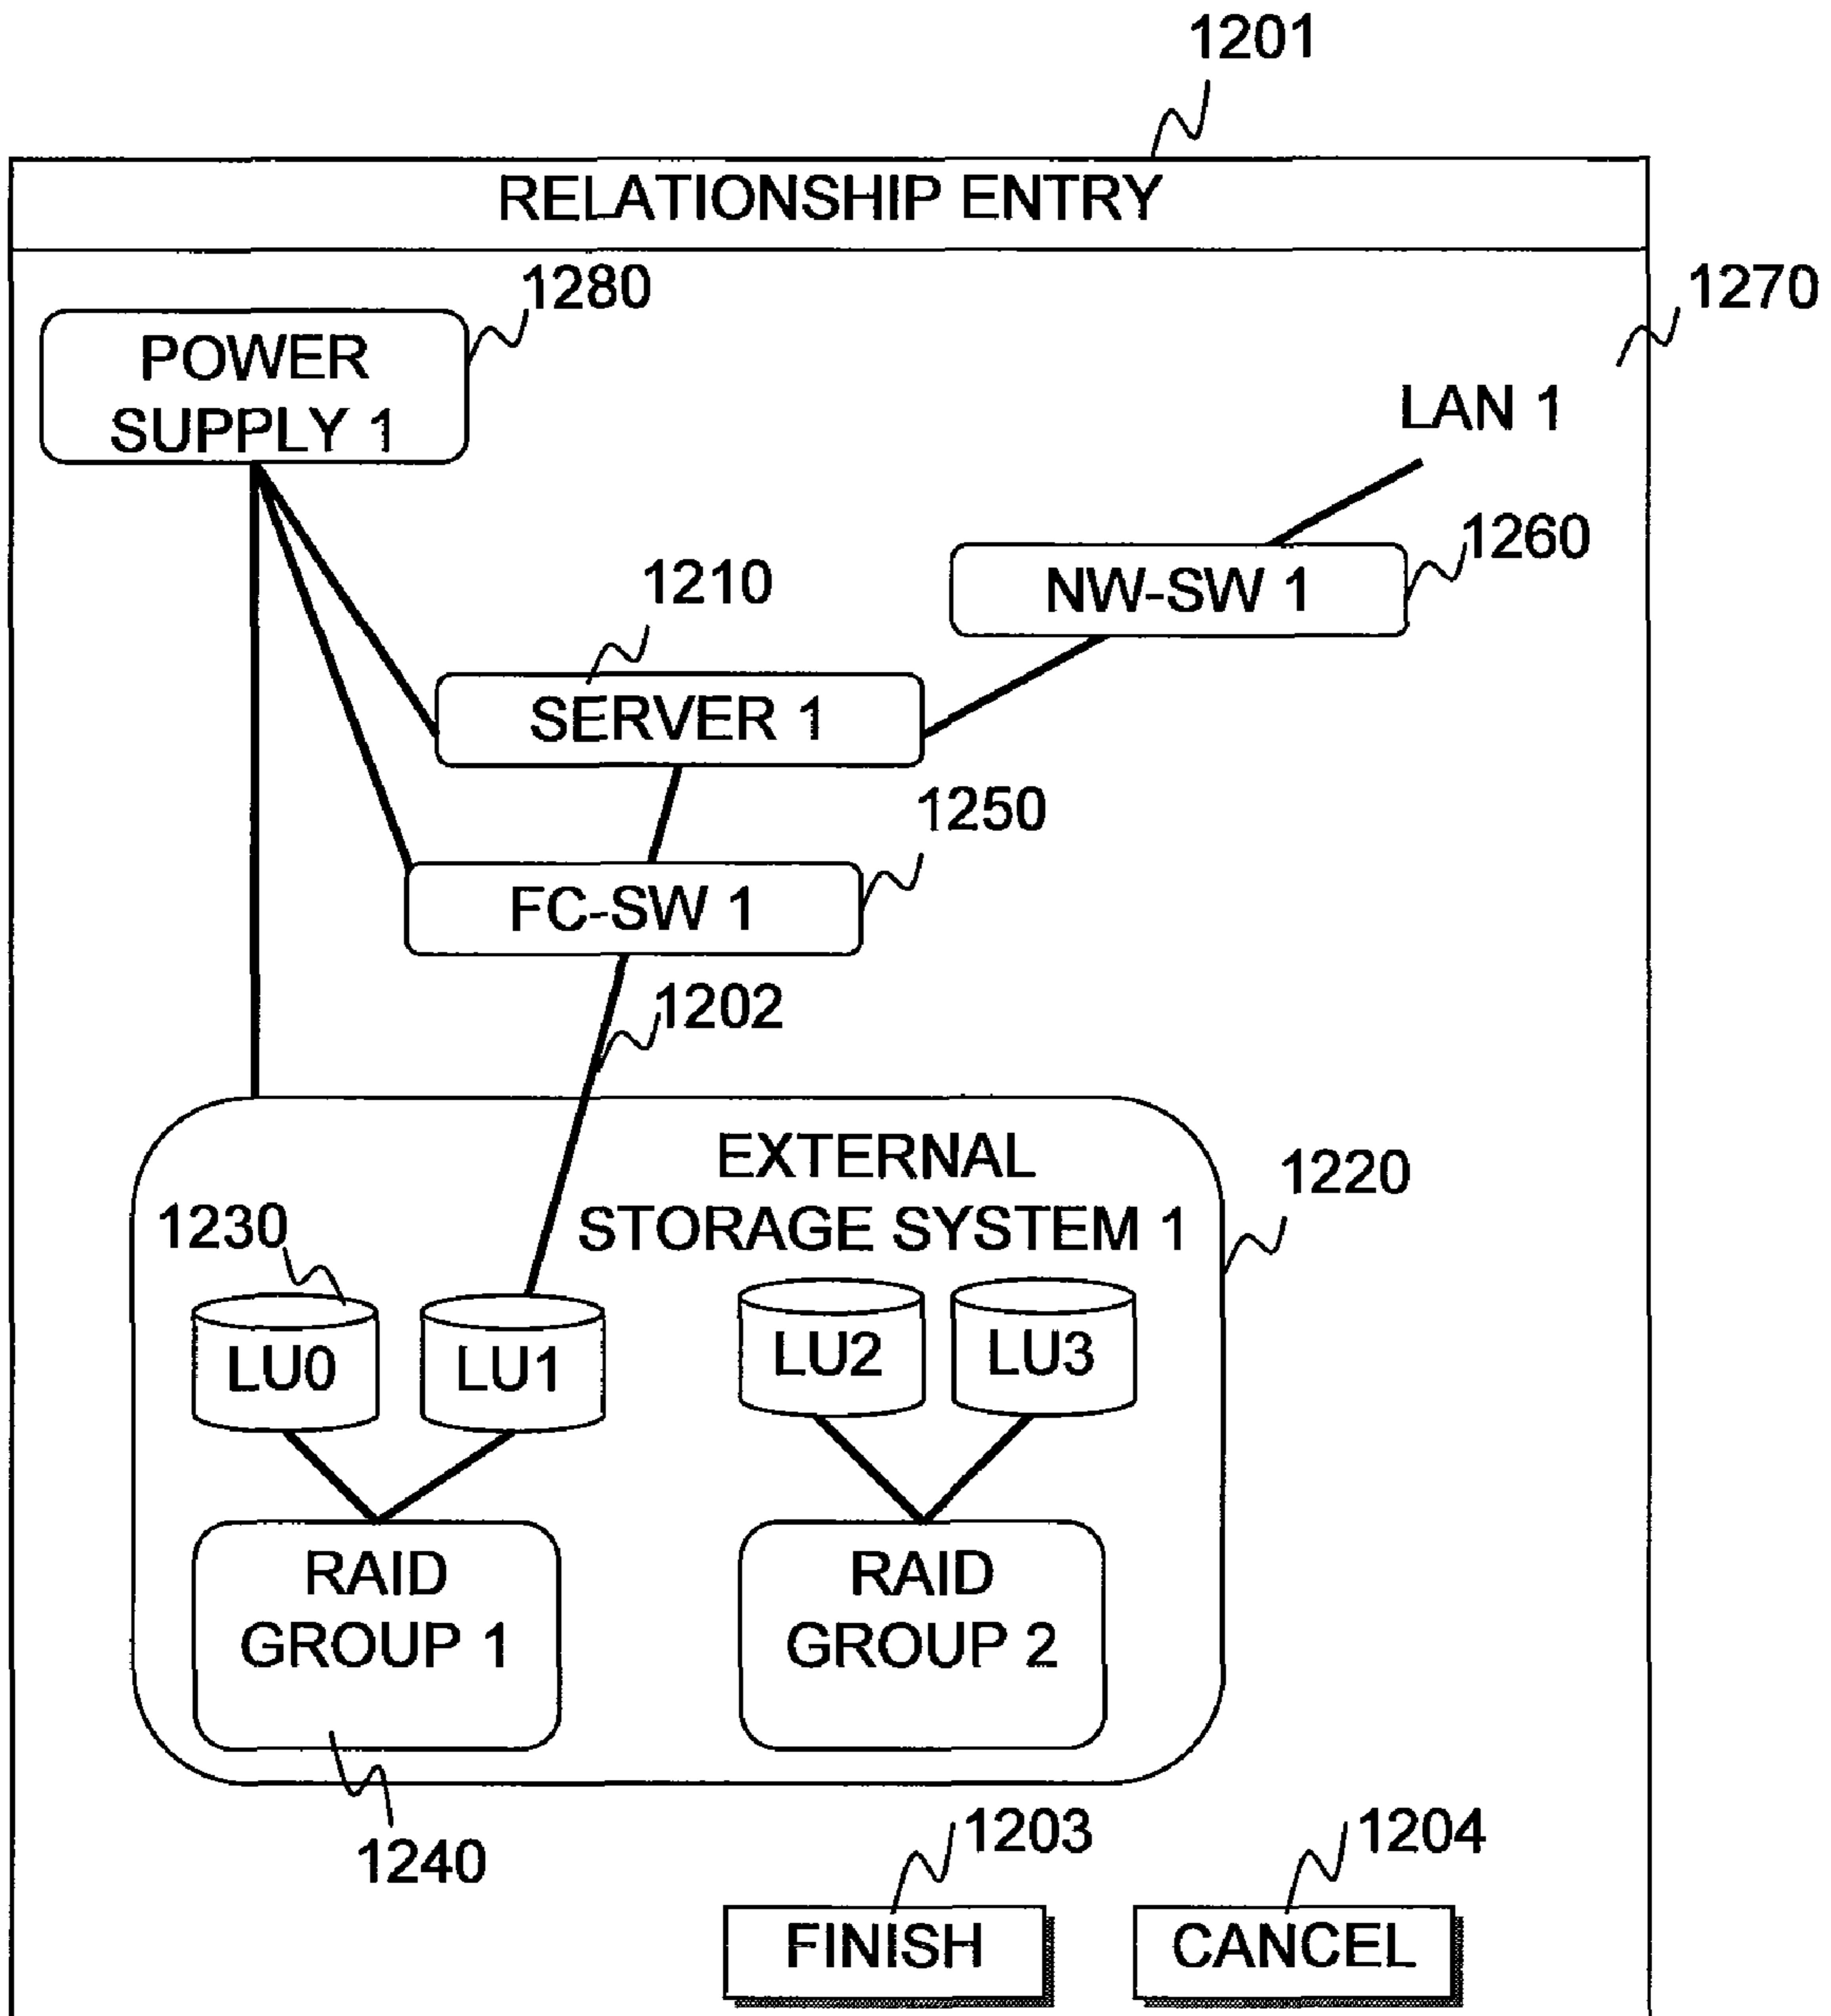 1201
RELATIONSHIP ENTRY
1280
1270
POWER
SUPPLY 1
LAN 1
1260
NW-SW 1
1210
SERVER 1
1250
FC-SW 1
1202
EXTERNAL
STORAGE SYSTEM 1
1220
1230
LU0
LU1
LU2
LU3
RAID
GROUP 1
RAID
GROUP 2
1240
1203
1204
FINISH
CANCEL